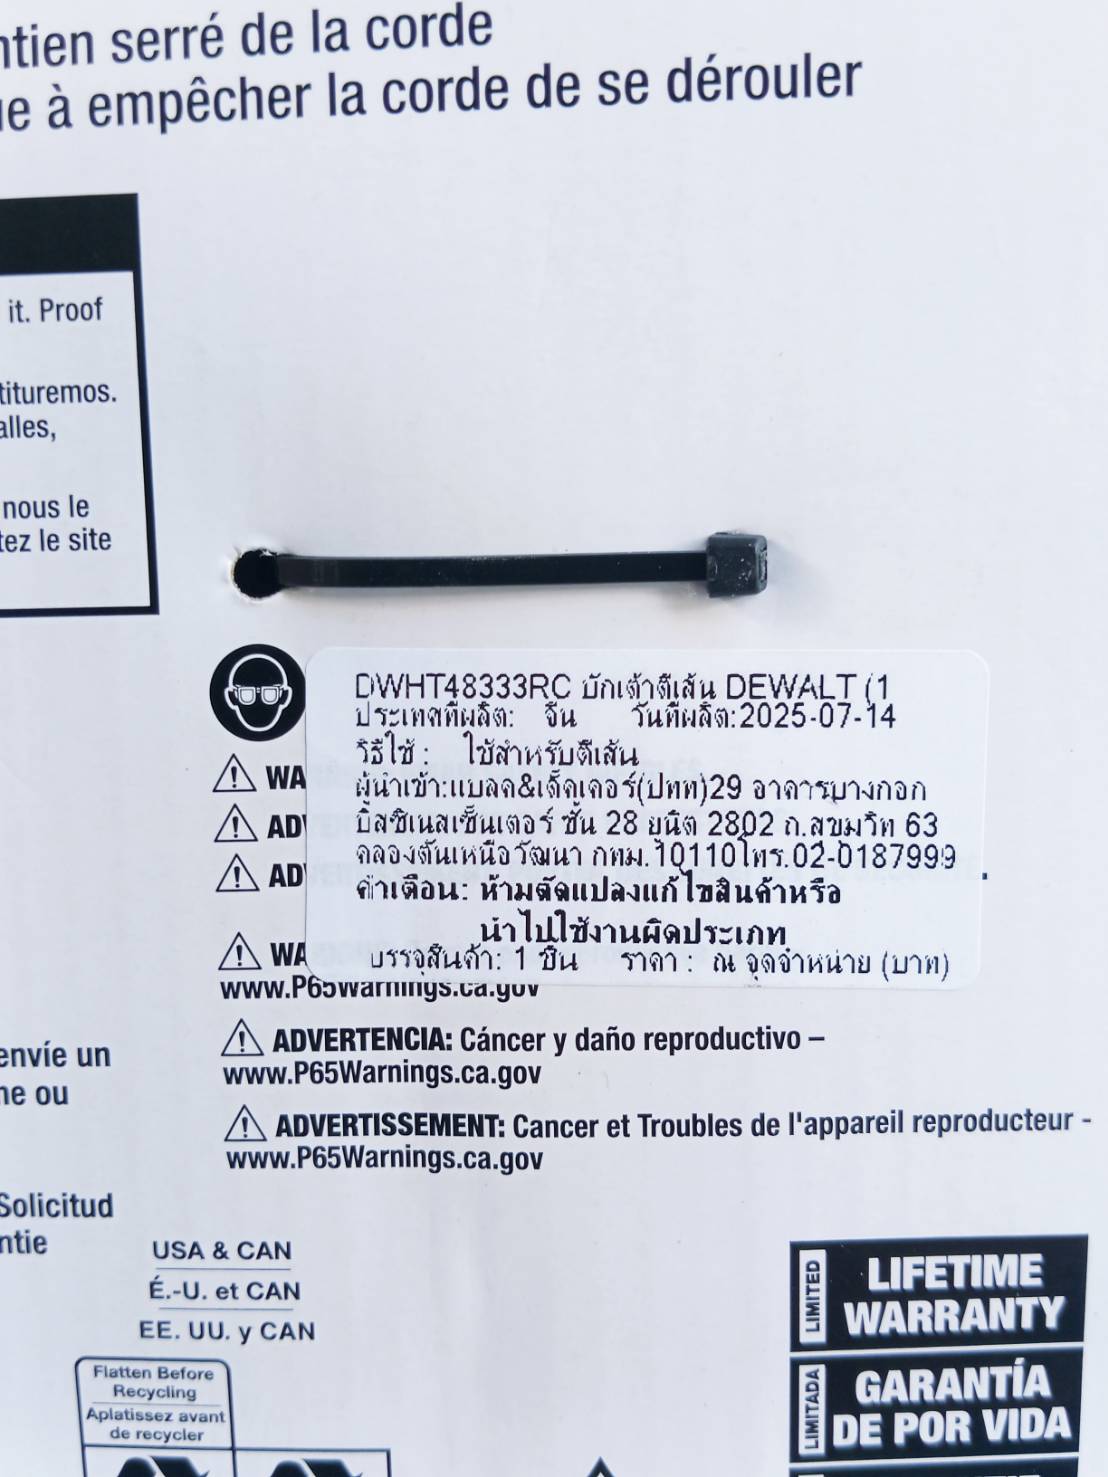 ntien serré de la corde
à empêcher la corde de se dérouler
it. Proof
tituremos.
alles,
nous le
tez le site
DWHT48333RC บักเต้าตีเส้น DEWALT (1
ประเทศที่ผลิต: จีน วันที่ผลิต:2025-07-14
วิธีใช้ : ใช้สำหรับตีเส้น
ผู้นำเข้า:แบลค&เด็คเคอร์(ปทท)29 อาคารบางกอก
บิสซิเนสเซ็นเตอร์ ชั้น 28 ยูนิต 2802 ถ.สุขุมวิท 63
คลองตันเหนือ วัฒนา กทม.10110โทร.02-0187999
คำเตือน: ห้ามดัดแปลงแก้ไขสินค้าหรือ
นำไปใช้งานผิดประเภท
บรรจุสินค้า: 1 ชิ้น ราคา : ณ จุดจำหน่าย (บาท)
WA
AD
AD
WA
www.P65Warnings.ca.gov
ADVERTENCIA: Cáncer y daño reproductivo –
www.P65Warnings.ca.gov
ADVERTISSEMENT: Cancer et Troubles de l'appareil reproducteur -
www.P65Warnings.ca.gov
envíe un
ne ou
Solicitud
ntie
USA & CAN
É.-U. et CAN
EE. UU. y CAN
Flatten Before
Recycling
Aplatissez avant
de recycler
LIMITED
LIFETIME
WARRANTY
LIMITADA
GARANTÍA
DE POR VIDA